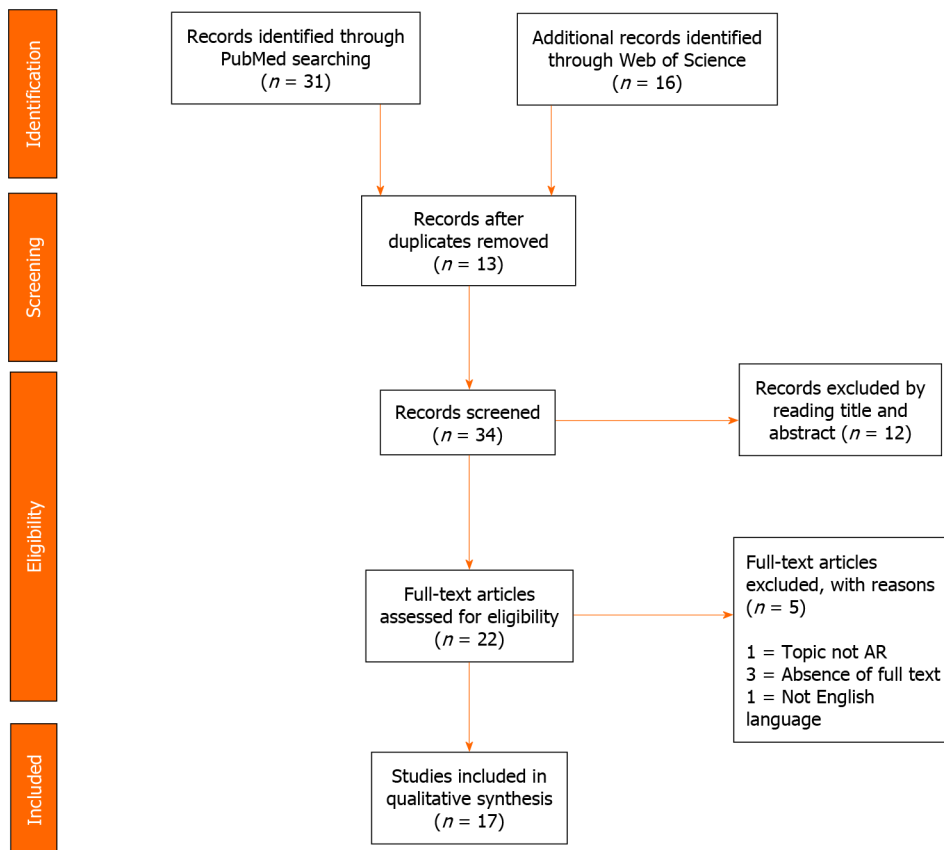 Identification
Records identified through
PubMed searching
(n = 31)
Additional records identified
through Web of Science
(n = 16)
Screening
Records after
duplicates removed
(n = 13)
Eligibility
Records screened
(n = 34)
Records excluded by
reading title and
abstract (n = 12)
Full-text articles
assessed for eligibility
(n = 22)
Full-text articles
excluded, with reasons
(n = 5)
1 = Topic not AR
3 = Absence of full text
1 = Not English
language
Included
Studies included in
qualitative synthesis
(n = 17)